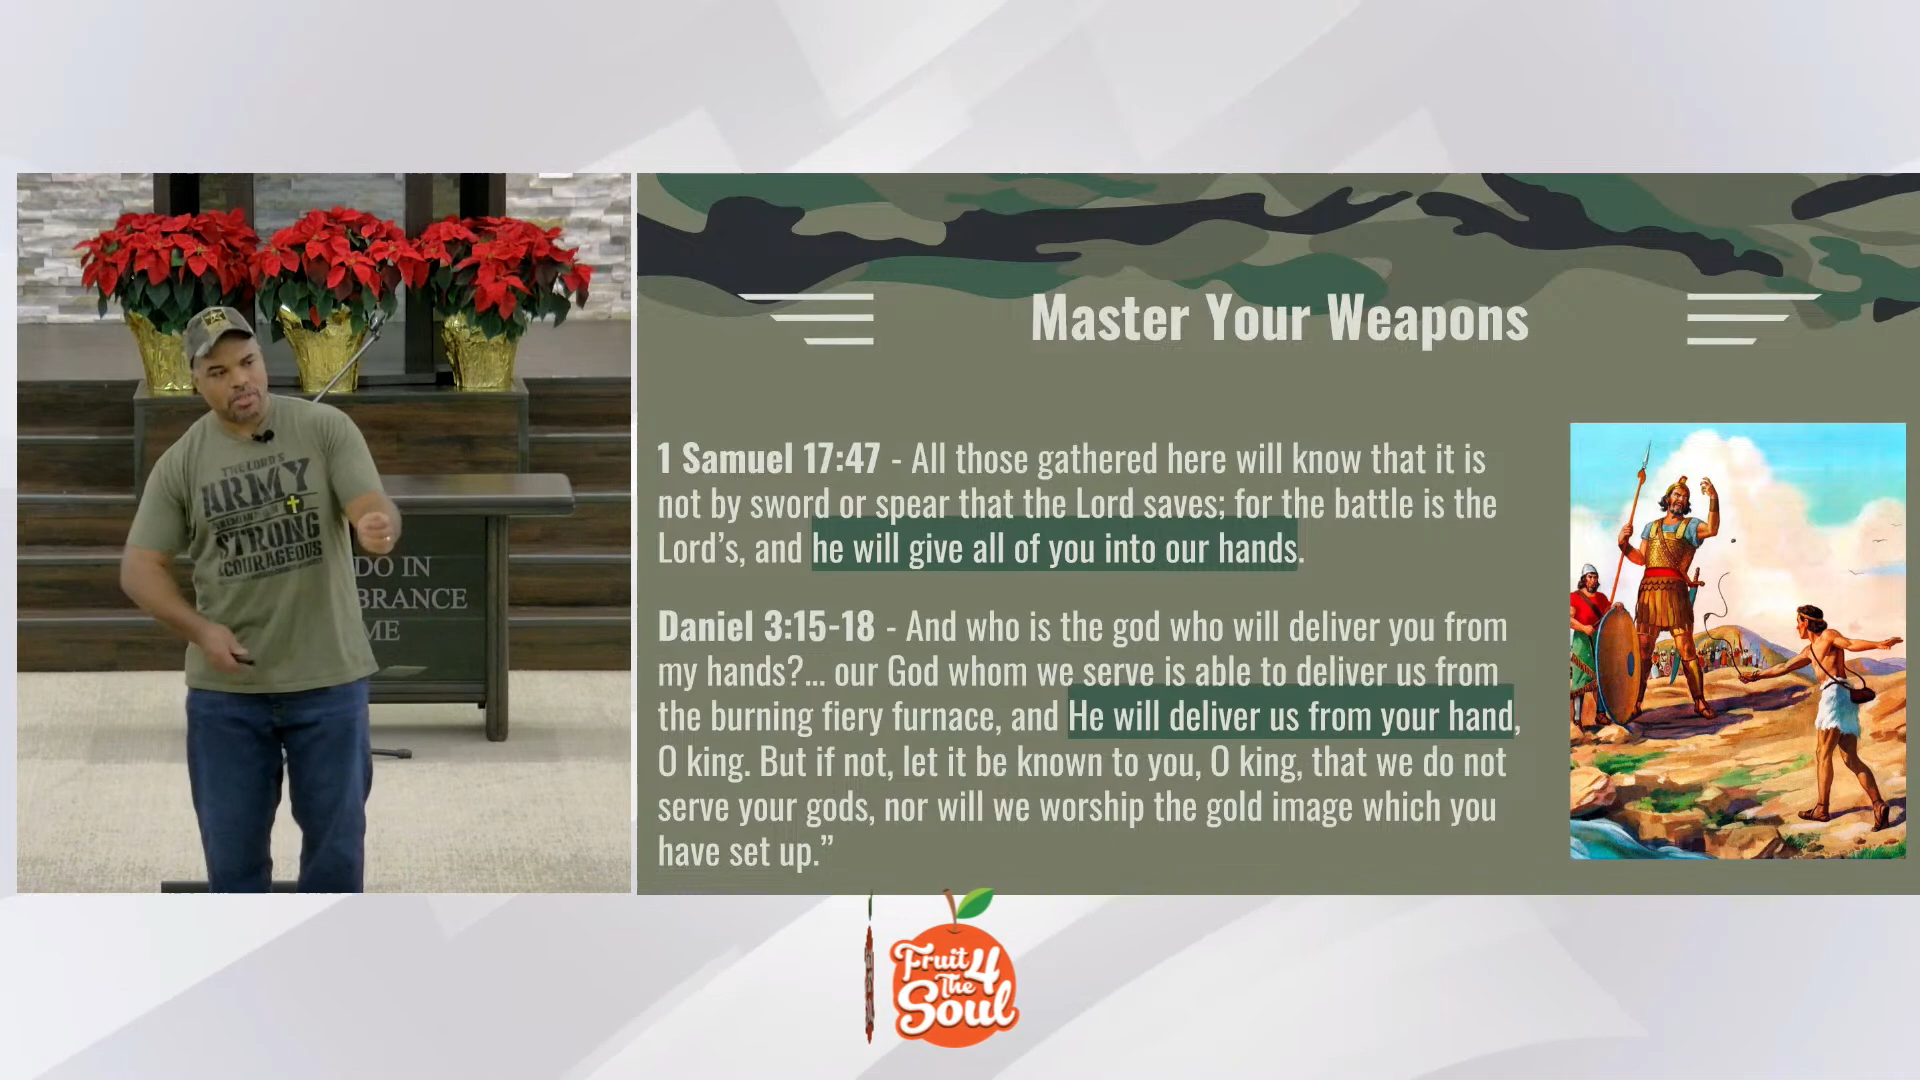 THE LORD'S
ARMY
STRONG
&COURAGEOUS
DO IN
BRANCE
ME
Master Your Weapons
1 Samuel 17:47 - All those gathered here will know that it is
not by sword or spear that the Lord saves; for the battle is the
Lord’s, and he will give all of you into our hands.
Daniel 3:15-18 - And who is the god who will deliver you from
my hands?... our God whom we serve is able to deliver us from
the burning fiery furnace, and He will deliver us from your hand,
O king. But if not, let it be known to you, O king, that we do not
serve your gods, nor will we worship the gold image which you
have set up.”
Fruit 4
The
Soul